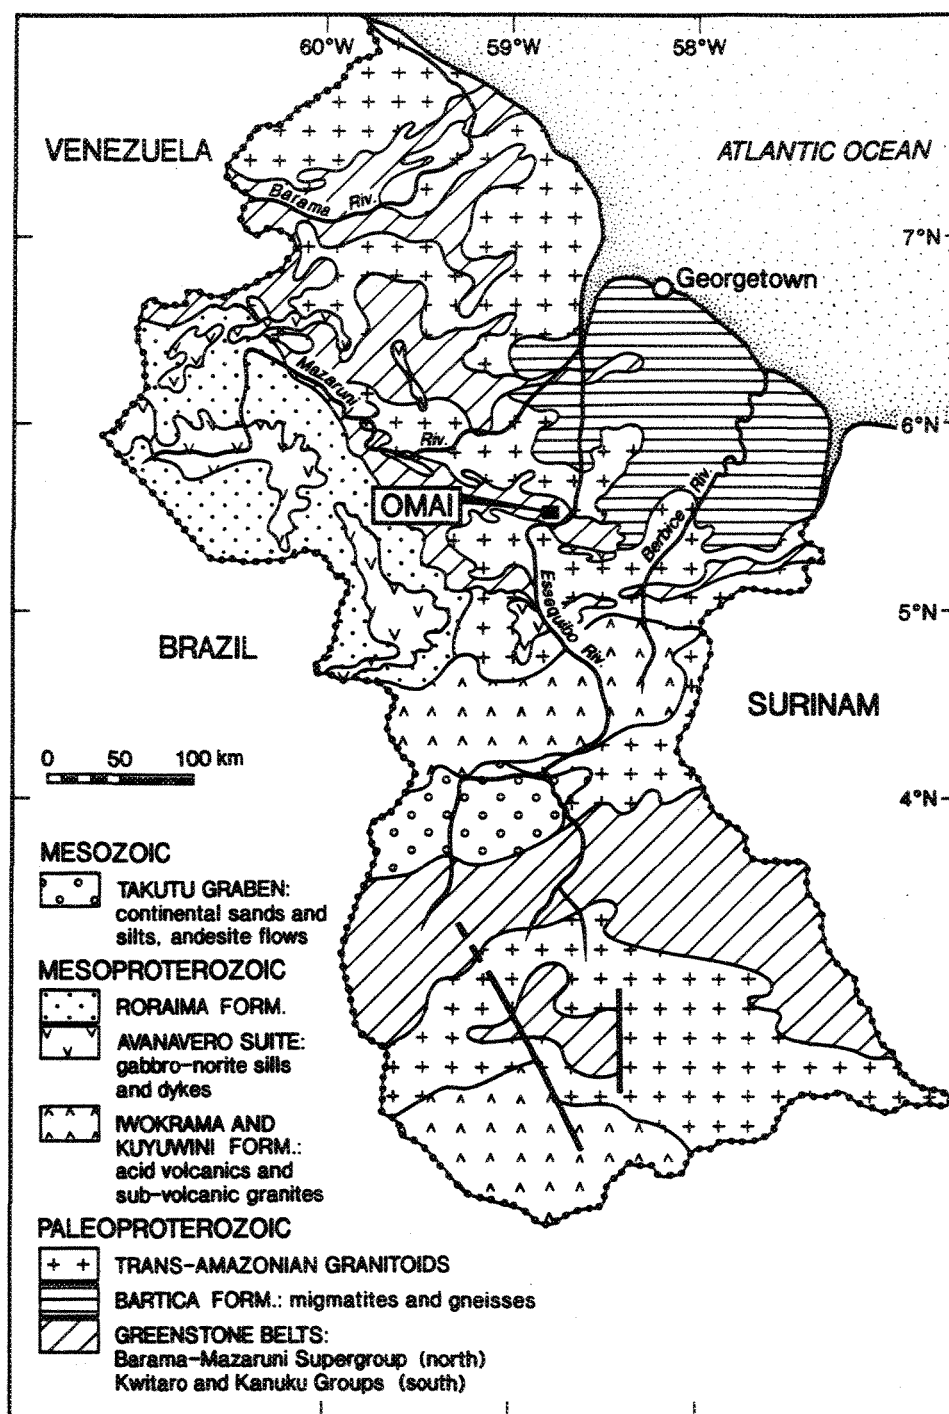 60°W 59°W 58°W
VENEZUELA
ATLANTIC OCEAN
Barama Riv.
7°N
Georgetown
Mazaruni
Riv.
6°N
OMAI
Berbice Riv.
Essequibo Riv.
5°N
BRAZIL
SURINAM
0 50 100 km
4°N
MESOZOIC
TAKUTU GRABEN:
continental sands and
silts, andesite flows
MESOPROTEROZOIC
RORAIMA FORM.
AVANAVERO SUITE:
gabbro-norite sills
and dykes
IWOKRAMA AND
KUYUWINI FORM.:
acid volcanics and
sub-volcanic granites
PALEOPROTEROZOIC
TRANS-AMAZONIAN GRANITOIDS
BARTICA FORM.: migmatites and gneisses
GREENSTONE BELTS:
Barama-Mazaruni Supergroup (north)
Kwitaro and Kanuku Groups (south)